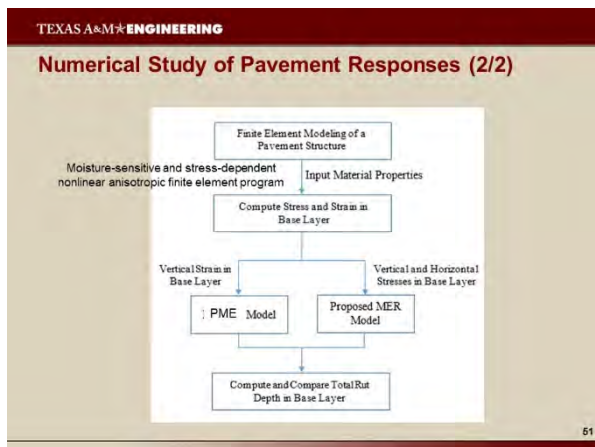 TEXAS A&M★ENGINEERING
Numerical Study of Pavement Responses (2/2)
Finite Element Modeling of a
Pavement Structure
Moisture-sensitive and stress-dependent
nonlinear anisotropic finite element program
Input Material Properties
Compute Stress and Strain in
Base Layer
Vertical Strain in
Base Layer
Vertical and Horizontal
Stresses in Base Layer
: PME Model
Proposed MER
Model
Compute and Compare Total Rut
Depth in Base Layer
51